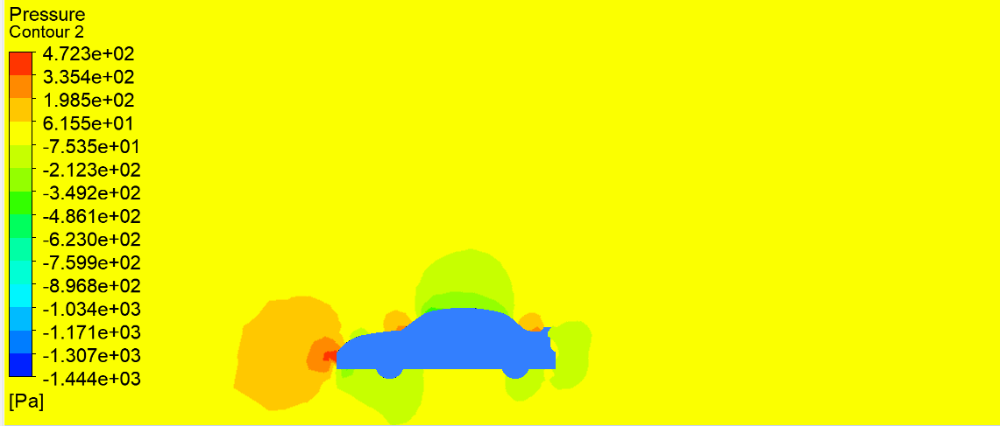 Pressure
Contour 2
4.723e+02
3.354e+02
1.985e+02
6.155e+01
-7.535e+01
-2.123e+02
-3.492e+02
-4.861e+02
-6.230e+02
-7.599e+02
-8.968e+02
-1.034e+03
-1.171e+03
-1.307e+03
-1.444e+03
[Pa]